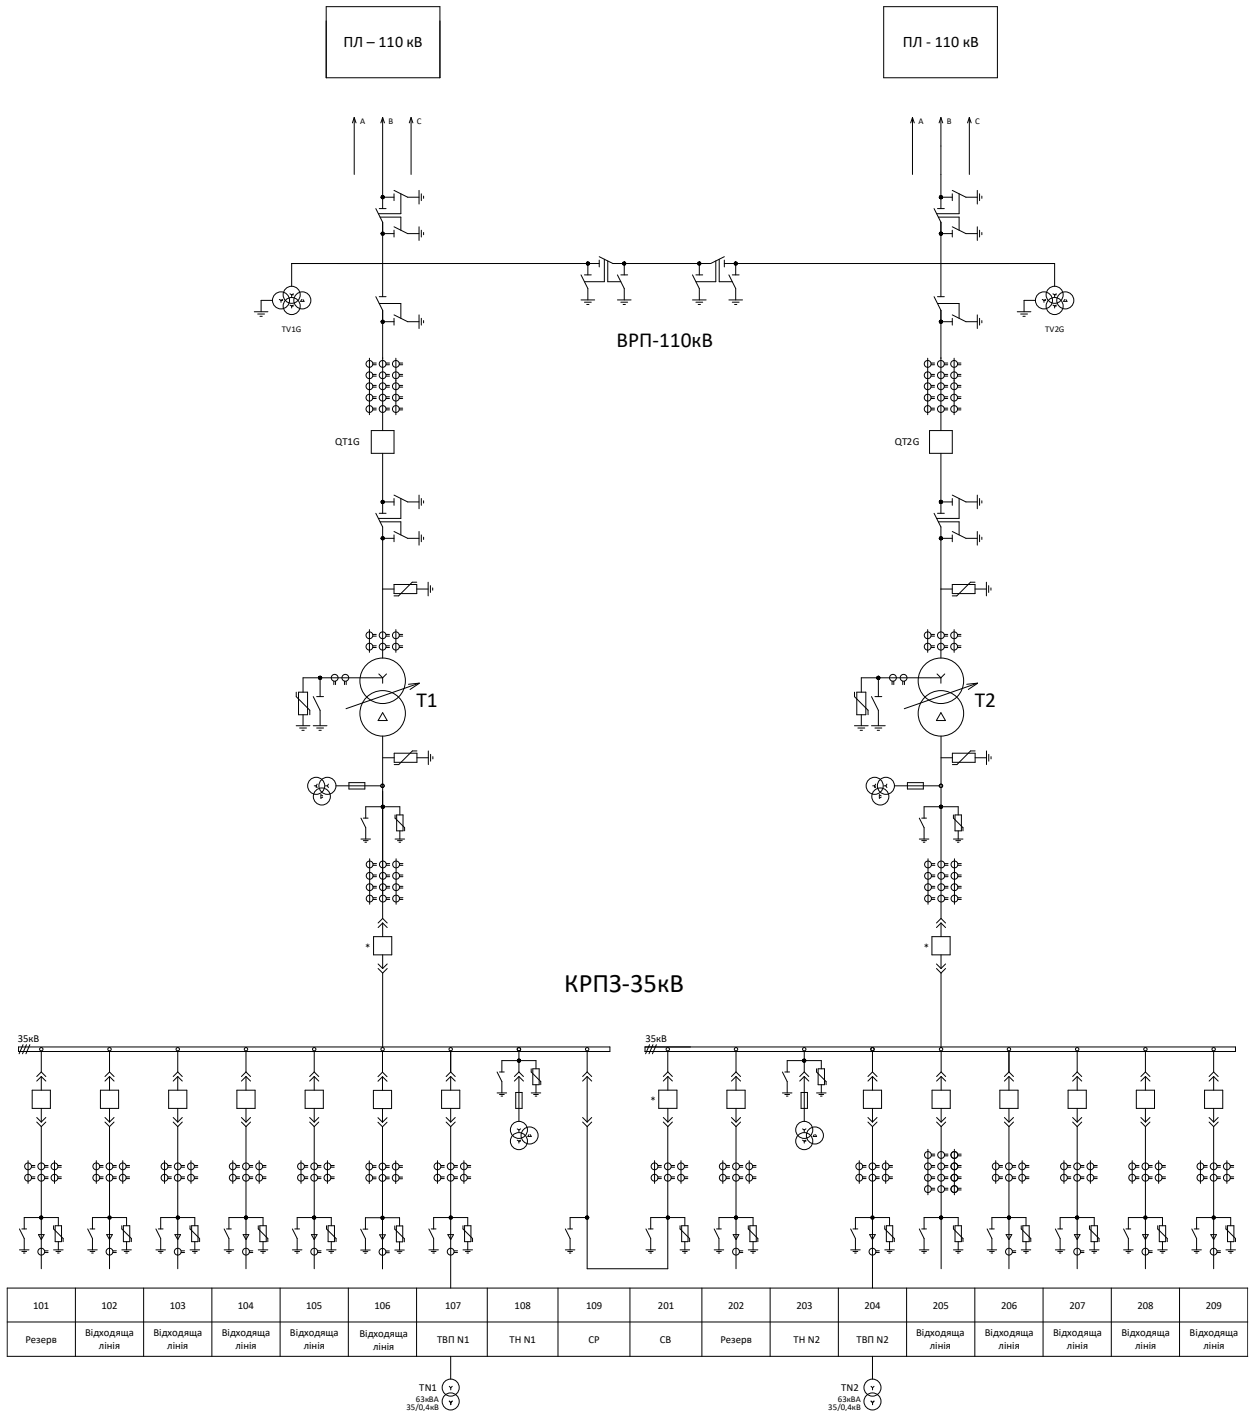 ПЛ – 110 кВ
ПЛ - 110 кВ
A B C
A B C
TV1G
TV2G
ВРП-110кВ
QT1G
QT2G
T1
T2
*
*
КРПЗ-35кВ
35кВ
35кВ
*
101 102 103 104 105 106 107 108 109 201 202 203 204 205 206 207 208 209
Резерв Відходяща лінія Відходяща лінія Відходяща лінія Відходяща лінія Відходяща лінія ТВП N1 ТН N1 СР СВ Резерв ТН N2 ТВП N2 Відходяща лінія Відходяща лінія Відходяща лінія Відходяща лінія Відходяща лінія
TN1
63кВА
35/0,4кВ
TN2
63кВА
35/0,4кВ